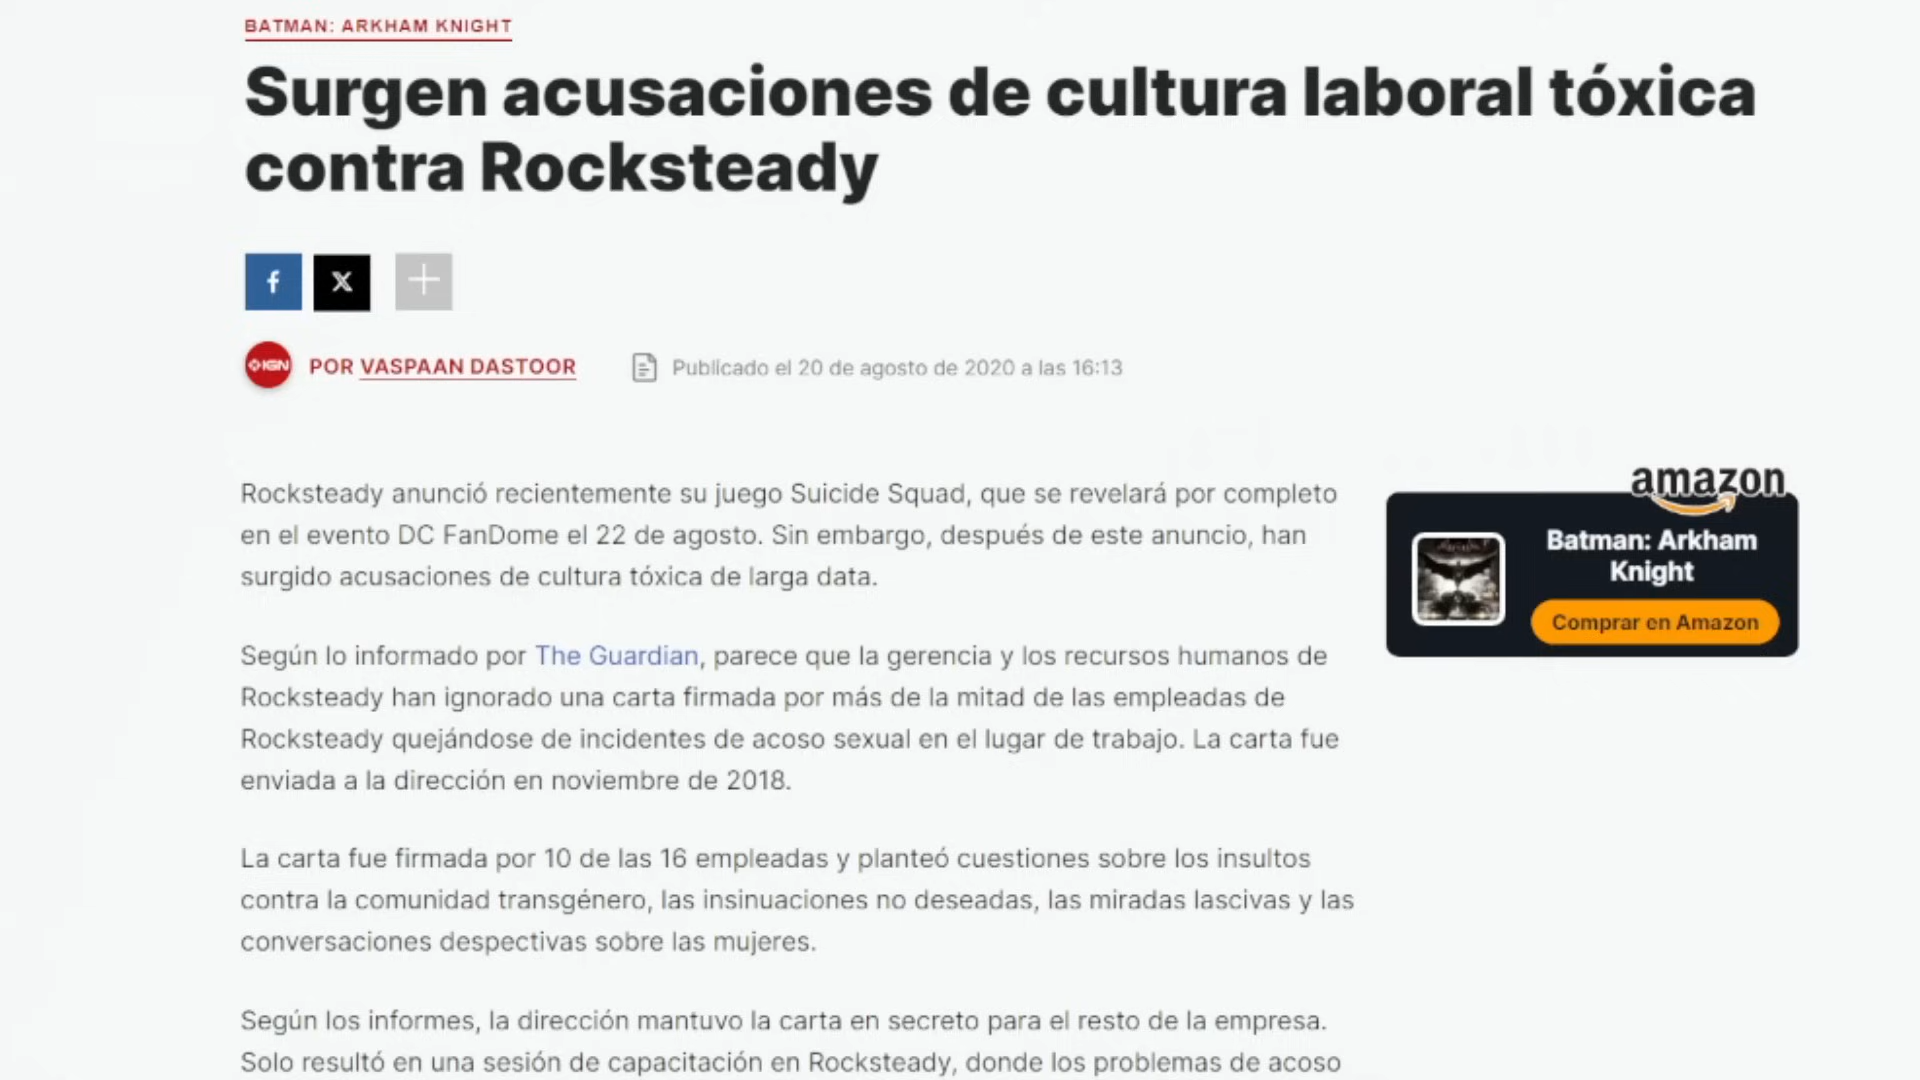 BATMAN: ARKHAM KNIGHT
Surgen acusaciones de cultura laboral tóxica
contra Rocksteady
f X +
IGN POR VASPAAN DASTOOR Publicado el 20 de agosto de 2020 a las 16:13
Rocksteady anunció recientemente su juego Suicide Squad, que se revelará por completo
en el evento DC FanDome el 22 de agosto. Sin embargo, después de este anuncio, han
surgido acusaciones de cultura tóxica de larga data.
Según lo informado por The Guardian, parece que la gerencia y los recursos humanos de
Rocksteady han ignorado una carta firmada por más de la mitad de las empleadas de
Rocksteady quejándose de incidentes de acoso sexual en el lugar de trabajo. La carta fue
enviada a la dirección en noviembre de 2018.
La carta fue firmada por 10 de las 16 empleadas y planteó cuestiones sobre los insultos
contra la comunidad transgénero, las insinuaciones no deseadas, las miradas lascivas y las
conversaciones despectivas sobre las mujeres.
Según los informes, la dirección mantuvo la carta en secreto para el resto de la empresa.
Solo resultó en una sesión de capacitación en Rocksteady, donde los problemas de acoso
amazon
Batman: Arkham
Knight
Comprar en Amazon